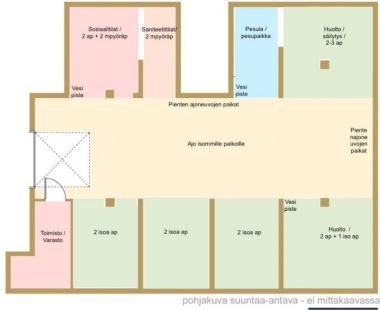 Sosiaalitilat /
2 ap + 2 mpyöräp
Saniteettitilat/
2 mpyöräp
Pesula /
pesupaikka
Huolto /
säilytys /
2-3 ap
Vesi
piste
Vesi
piste
Pienten ajoneuvojen paikat
Ajo isommille paikoille
Piente
najone
uvojen
paikat
Vesi
piste
Toimisto /
Varasto
2 isoa ap
2 isoa ap
2 isoa ap
Huolto /
2 ap + 1 iso ap
pohjakuva suuntaa-antava - ei mittakaavassa